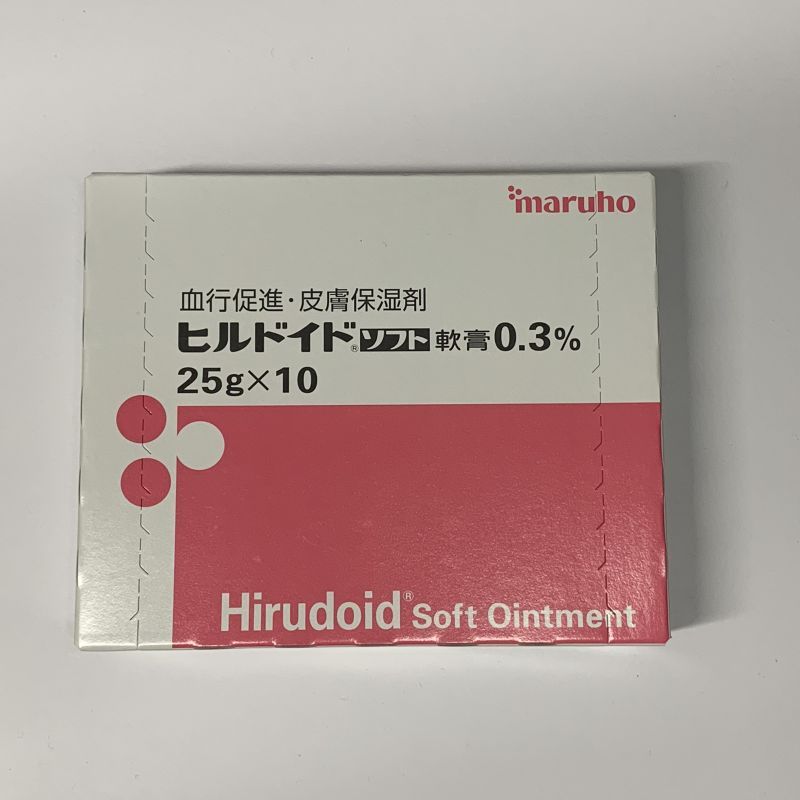 maruho
血行促進・皮膚保湿剤
ヒルドイド®ソフト軟膏0.3%
25g×10
Hirudoid® Soft Ointment